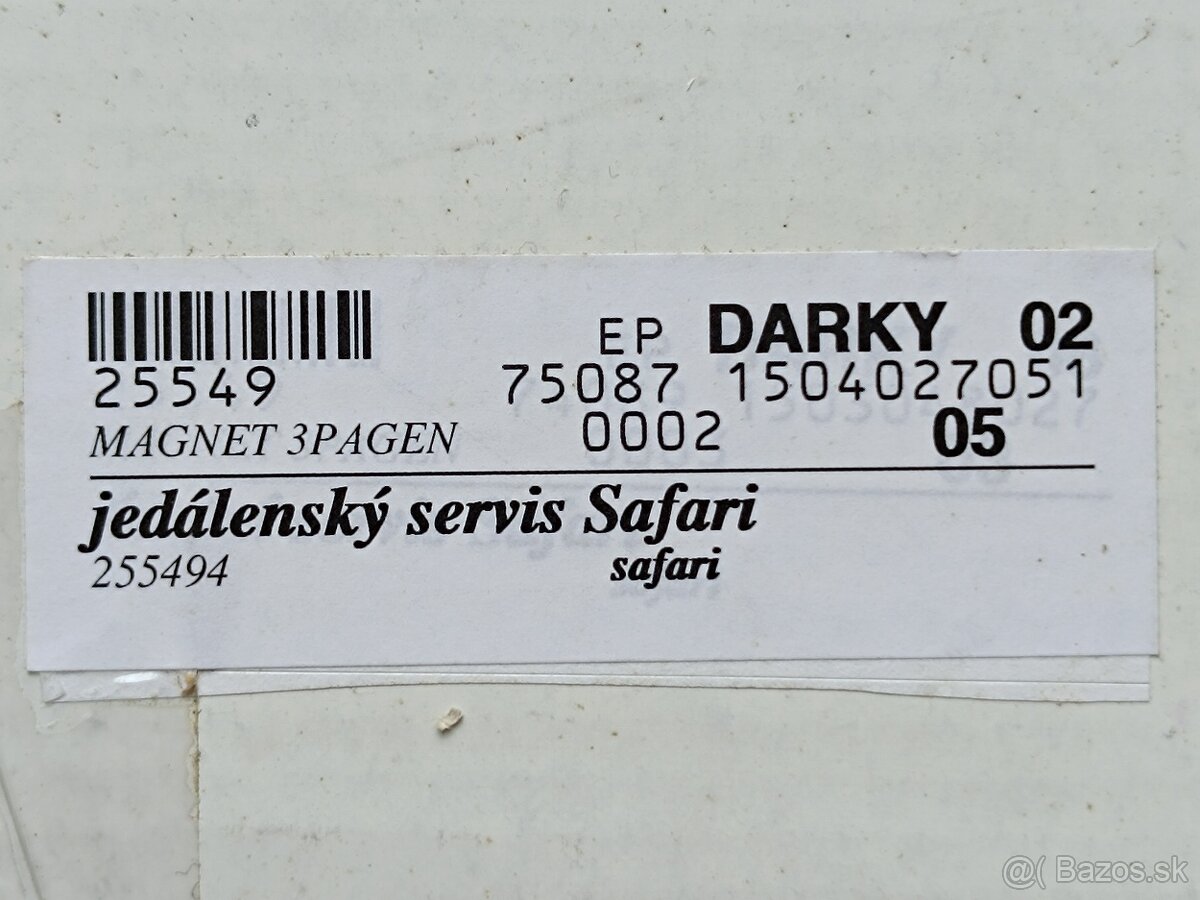 EP DARKY 02
25549 75087 1504027051
MAGNET 3PAGEN 0002 05
jedálenský servis Safari
255494 safari
@( Bazos.sk